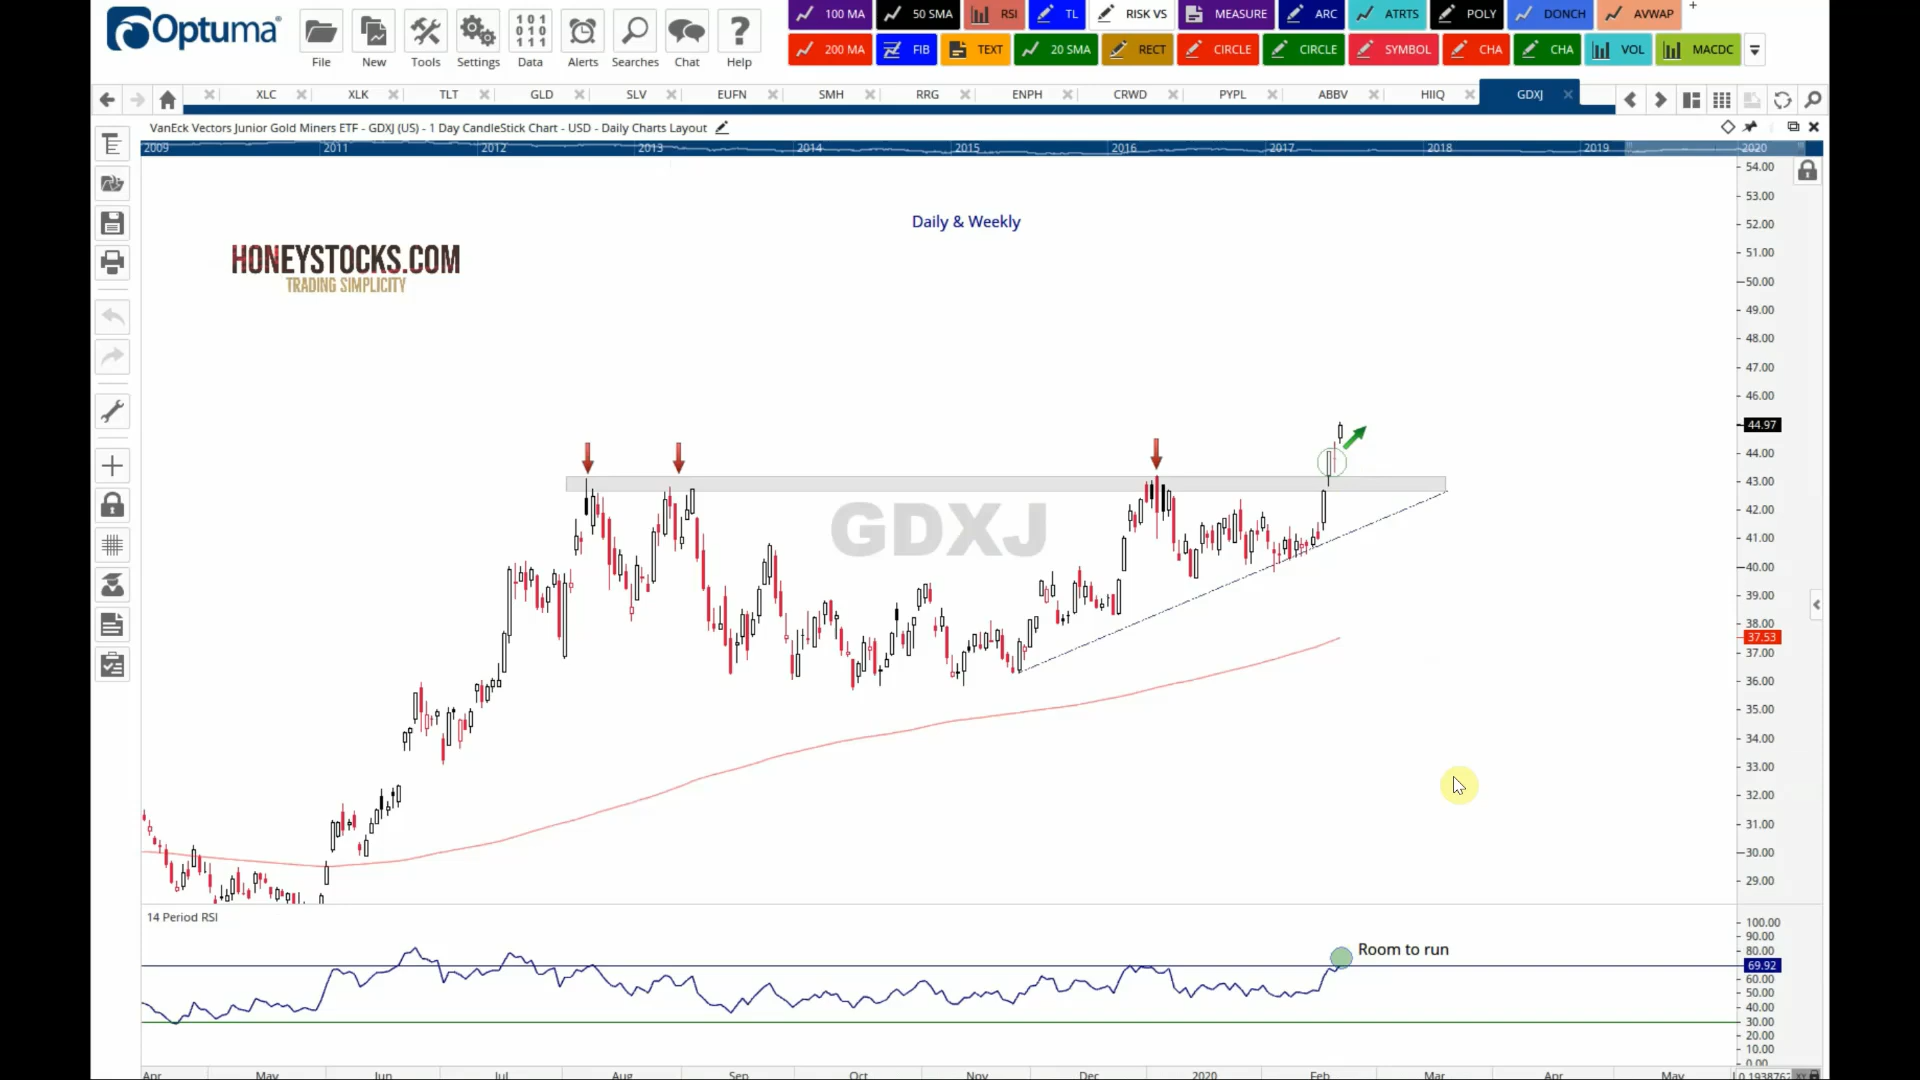 Optuma®
File
New
Tools
Settings
101
010
111
Data
Alerts
Searches
Chat
?
Help
100 MA
50 SMA
RSI
TL
RISK VS
MEASURE
ARC
ATRTS
POLY
DONCH
AVWAP
+
200 MA
FIB
TEXT
20 SMA
RECT
CIRCLE
CIRCLE
SYMBOL
CHA
CHA
VOL
MACDC
XLC
XLK
TLT
GLD
SLV
EUFN
SMH
RRG
ENPH
CRWD
PYPL
ABBV
HIIQ
GDXJ
VanEck Vectors Junior Gold Miners ETF - GDXJ (US) - 1 Day CandleStick Chart - USD - Daily Charts Layout
2009
2011
2012
2013
2014
2015
2016
2017
2018
2019
2020
Daily & Weekly
HONEYSTOCKS.COM
TRADING SIMPLICITY
GDXJ
54.00
53.00
52.00
51.00
50.00
49.00
48.00
47.00
46.00
44.97
44.00
43.00
42.00
41.00
40.00
39.00
38.00
37.53
37.00
36.00
35.00
34.00
33.00
32.00
31.00
30.00
29.00
14 Period RSI
Room to run
100.00
90.00
80.00
69.92
60.00
50.00
40.00
30.00
20.00
10.00
0.00
Apr
May
Jun
Jul
Aug
Sep
Oct
Nov
Dec
2020
Feb
Mar
Apr
May
0.1938762